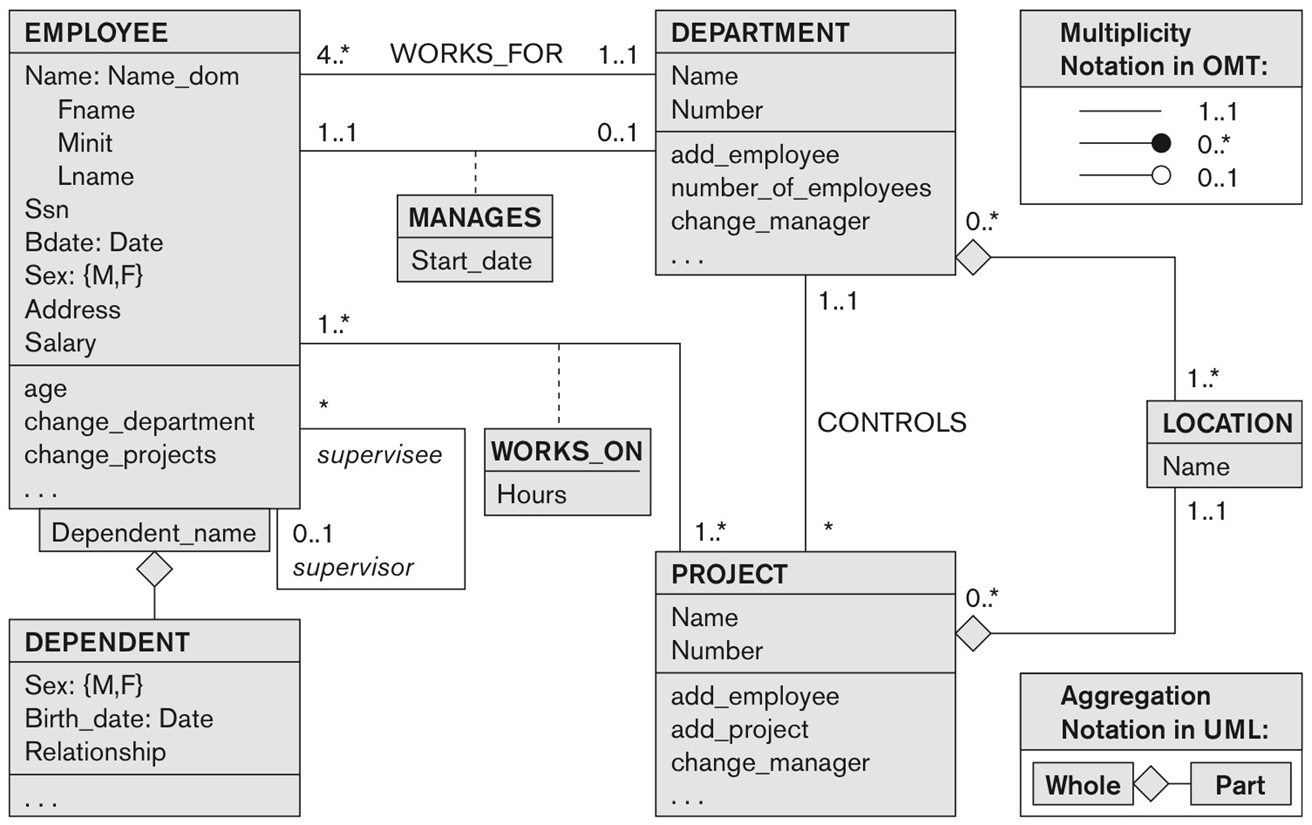 EMPLOYEE
Name: Name_dom
Fname
Minit
Lname
Ssn
Bdate: Date
Sex: {M,F}
Address
Salary
age
change_department
change_projects
. . .
Dependent_name
4..*
WORKS_FOR
1..1
1..1
0..1
MANAGES
Start_date
1..*
WORKS_ON
Hours
1..*
*
supervisee
0..1
supervisor
DEPENDENT
Sex: {M,F}
Birth_date: Date
Relationship
. . .
DEPARTMENT
Name
Number
add_employee
number_of_employees
change_manager
. . .
1..1
CONTROLS
*
PROJECT
Name
Number
add_employee
add_project
change_manager
. . .
0..*
1..*
LOCATION
Name
1..1
0..*
Multiplicity
Notation in OMT:
1..1
0..*
0..1
Aggregation
Notation in UML:
Whole
Part